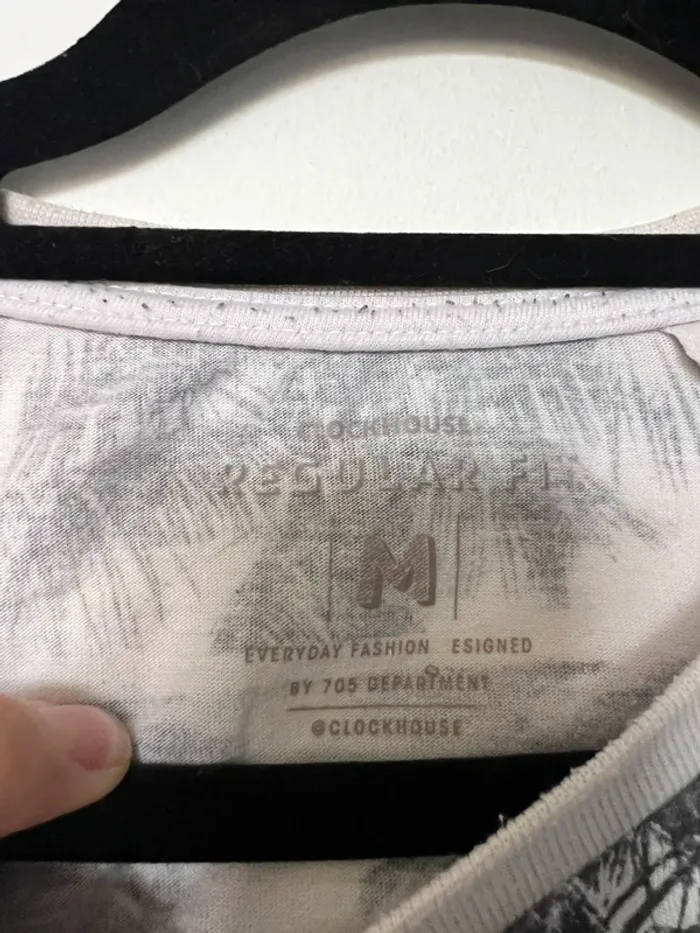 CLOCKHOUSE
REGULAR FIT
M
EVERYDAY FASHION ESIGNED
BY 705 DEPARTMENT
@CLOCKHOUSE